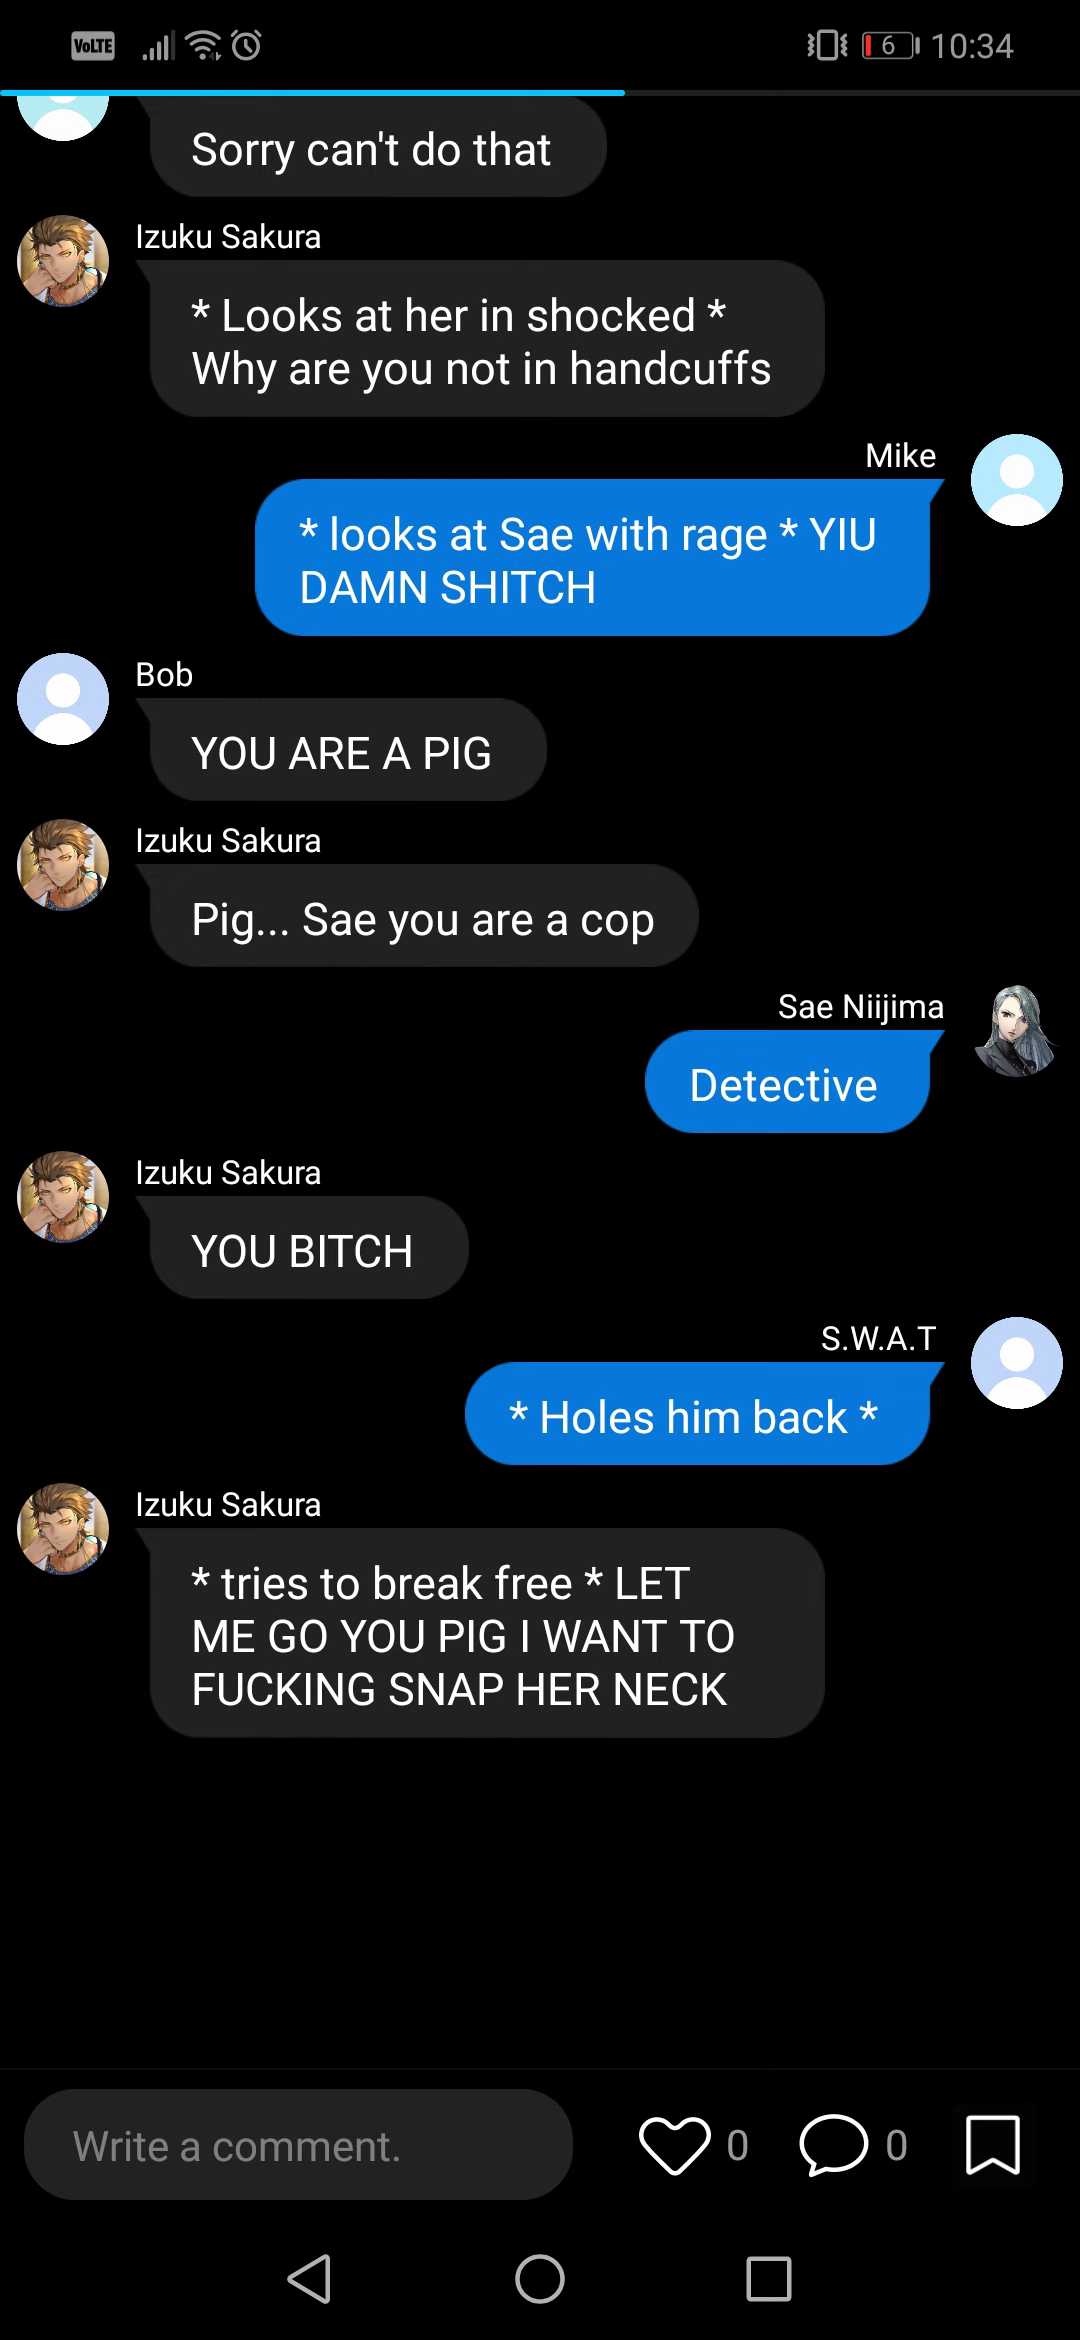 VoLTE 6 10:34
Sorry can't do that
Izuku Sakura
* Looks at her in shocked *
Why are you not in handcuffs
Mike
* looks at Sae with rage * YIU
DAMN SHITCH
Bob
YOU ARE A PIG
Izuku Sakura
Pig... Sae you are a cop
Sae Niijima
Detective
Izuku Sakura
YOU BITCH
S.W.A.T
* Holes him back *
Izuku Sakura
* tries to break free * LET
ME GO YOU PIG I WANT TO
FUCKING SNAP HER NECK
Write a comment. 0 0